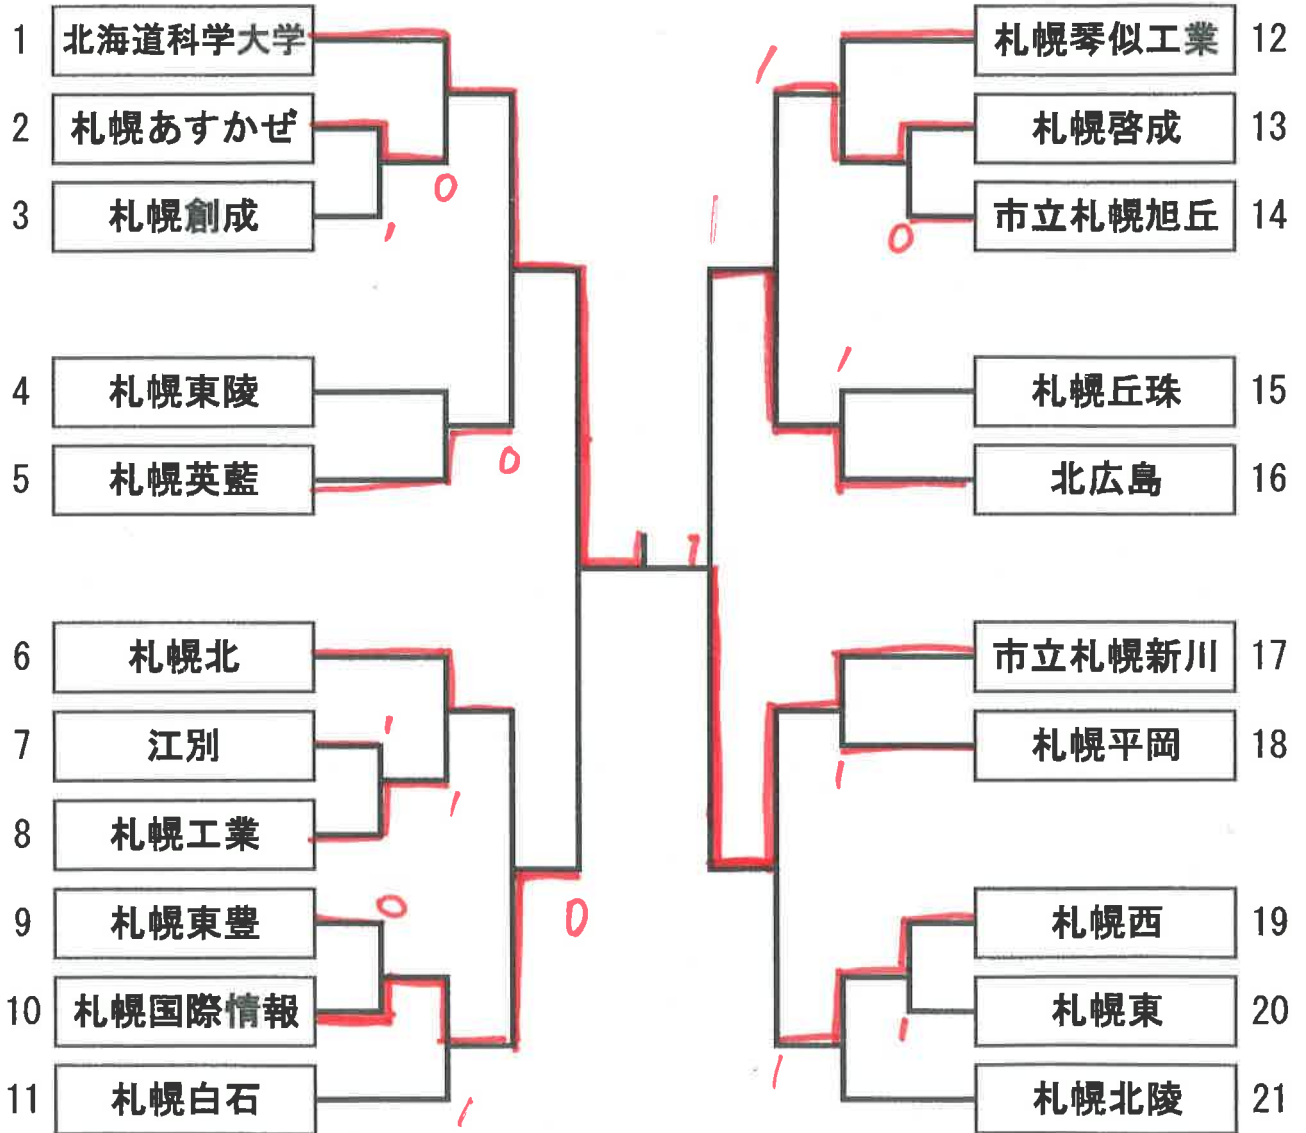 1 北海道科学大学
2 札幌あすかぜ
3 札幌創成
0
1
4 札幌東陵
5 札幌英藍
0
6 札幌北
7 江別
1
8 札幌工業
1
9 札幌東豊
0
10 札幌国際情報
11 札幌白石
1
0
1
札幌琴似工業 12
1
札幌啓成 13
市立札幌旭丘 14
0
1
札幌丘珠 15
1
北広島 16
1
市立札幌新川 17
札幌平岡 18
1
札幌西 19
札幌東 20
1
札幌北陵 21
1